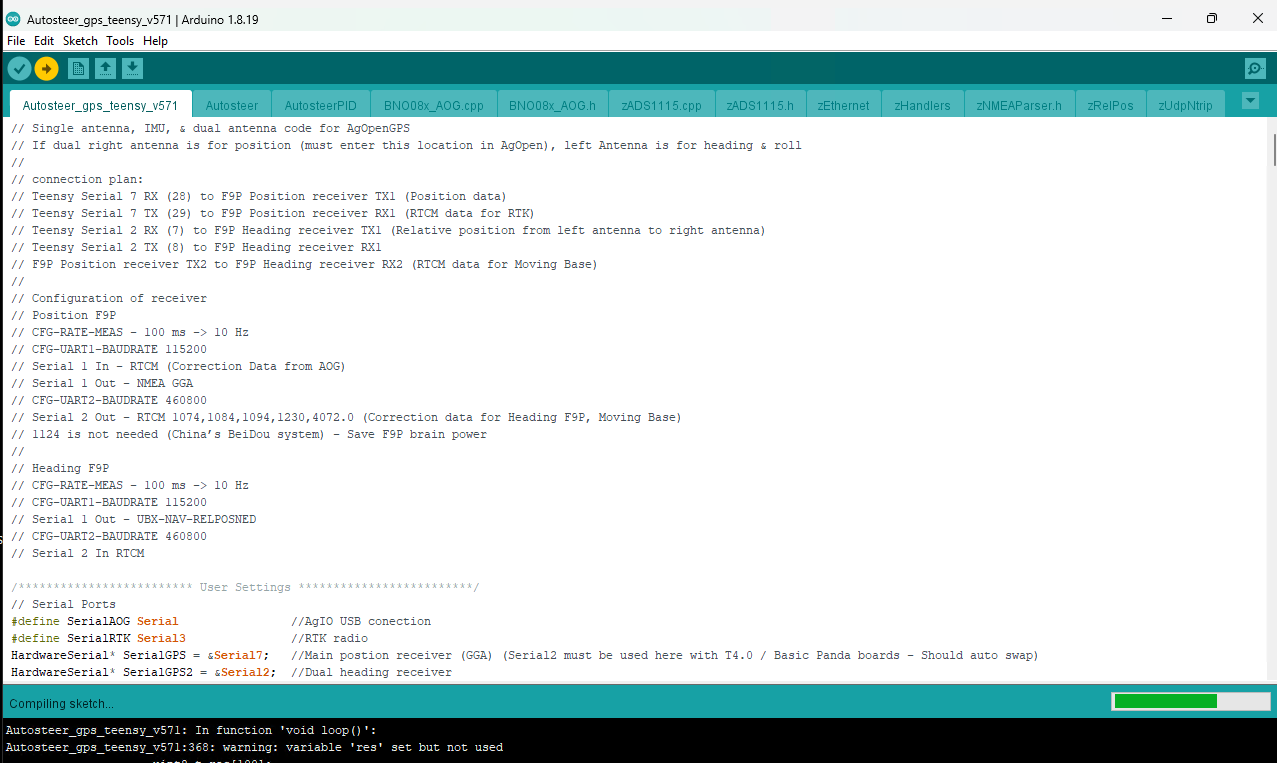 Autosteer_gps_teensy_v571 | Arduino 1.8.19
File Edit Sketch Tools Help
Autosteer_gps_teensy_v571 Autosteer AutosteerPID BNO08x_AOG.cpp BNO08x_AOG.h zADS1115.cpp zADS1115.h zEthernet zHandlers zNMEAParser.h zRelPos zUdpNtrip
// Single antenna, IMU, & dual antenna code for AgOpenGPS
// If dual right antenna is for position (must enter this location in AgOpen), left Antenna is for heading & roll
//
// connection plan:
// Teensy Serial 7 RX (28) to F9P Position receiver TX1 (Position data)
// Teensy Serial 7 TX (29) to F9P Position receiver RX1 (RTCM data for RTK)
// Teensy Serial 2 RX (7) to F9P Heading receiver TX1 (Relative position from left antenna to right antenna)
// Teensy Serial 2 TX (8) to F9P Heading receiver RX1
// F9P Position receiver TX2 to F9P Heading receiver RX2 (RTCM data for Moving Base)
//
// Configuration of receiver
// Position F9P
// CFG-RATE-MEAS - 100 ms -> 10 Hz
// CFG-UART1-BAUDRATE 115200
// Serial 1 In - RTCM (Correction Data from AOG)
// Serial 1 Out - NMEA GGA
// CFG-UART2-BAUDRATE 460800
// Serial 2 Out - RTCM 1074,1084,1094,1230,4072.0 (Correction data for Heading F9P, Moving Base)
// 1124 is not needed (China's BeiDou system) - Save F9P brain power
//
// Heading F9P
// CFG-RATE-MEAS - 100 ms -> 10 Hz
// CFG-UART1-BAUDRATE 115200
// Serial 1 Out - UBX-NAV-RELPOSNED
// CFG-UART2-BAUDRATE 460800
// Serial 2 In RTCM
/************************* User Settings *************************/
// Serial Ports
#define SerialAOG Serial //AgIO USB conection
#define SerialRTK Serial3 //RTK radio
HardwareSerial* SerialGPS = &Serial7; //Main postion receiver (GGA) (Serial2 must be used here with T4.0 / Basic Panda boards - Should auto swap)
HardwareSerial* SerialGPS2 = &Serial2; //Dual heading receiver
Compiling sketch...
Autosteer_gps_teensy_v571: In function 'void loop()':
Autosteer_gps_teensy_v571:368: warning: variable 'res' set but not used